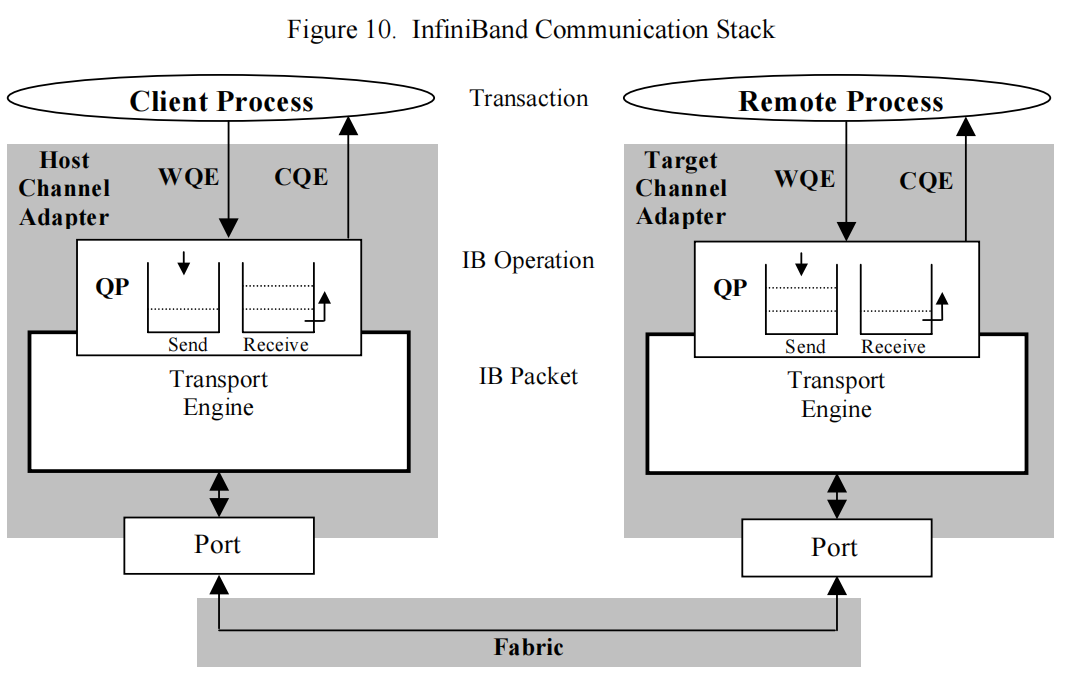 Figure 10.  InfiniBand Communication Stack
Client Process
Transaction
Remote Process
Host
Channel
Adapter
WQE
CQE
Target
Channel
Adapter
WQE
CQE
IB Operation
QP
Send
Receive
QP
Send
Receive
IB Packet
Transport
Engine
Transport
Engine
Port
Port
Fabric